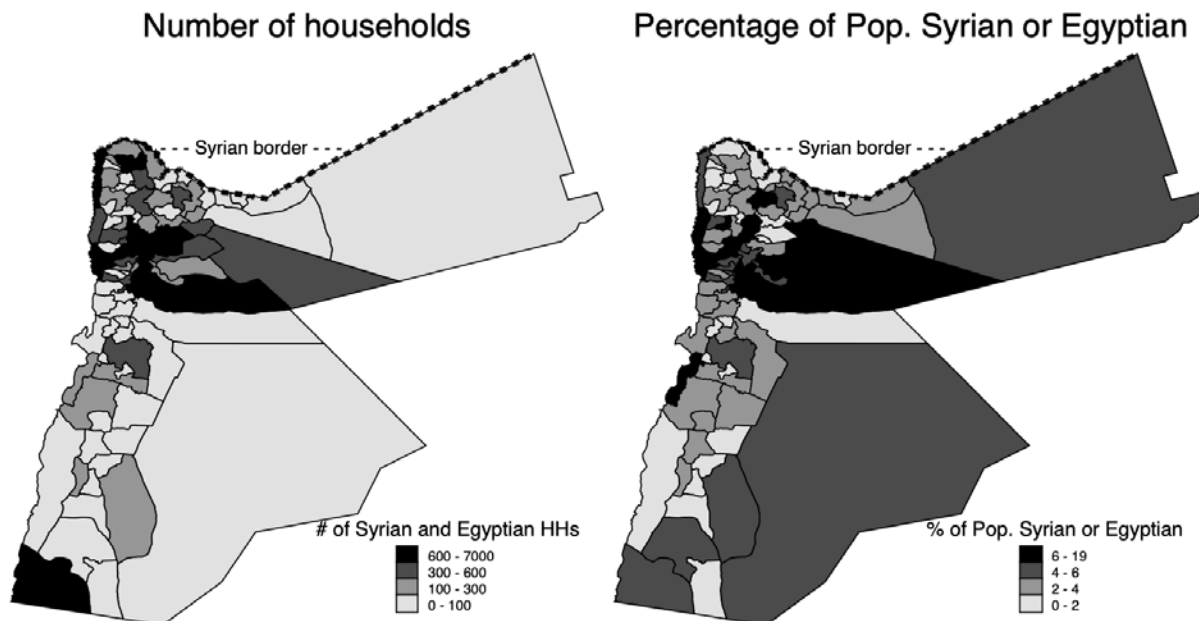 Number of households
Syrian border
# of Syrian and Egyptian HHs
600 - 7000
300 - 600
100 - 300
0 - 100
Percentage of Pop. Syrian or Egyptian
Syrian border
% of Pop. Syrian or Egyptian
6 - 19
4 - 6
2 - 4
0 - 2